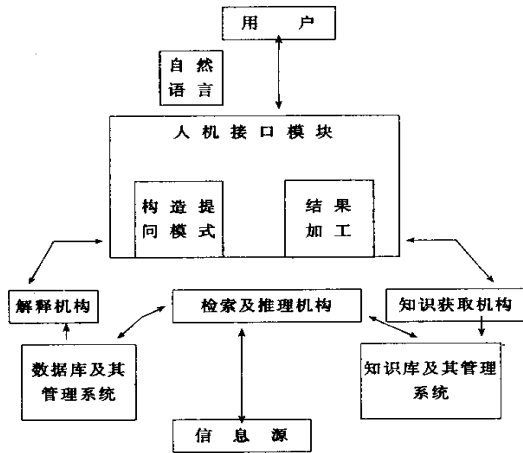 用户
自然
语言
人机接口模块
构造提
问模式
结果
加工
解释机构
检索及推理机构
知识获取机构
数据库及其
管理系统
知识库及其管理
系统
信息源